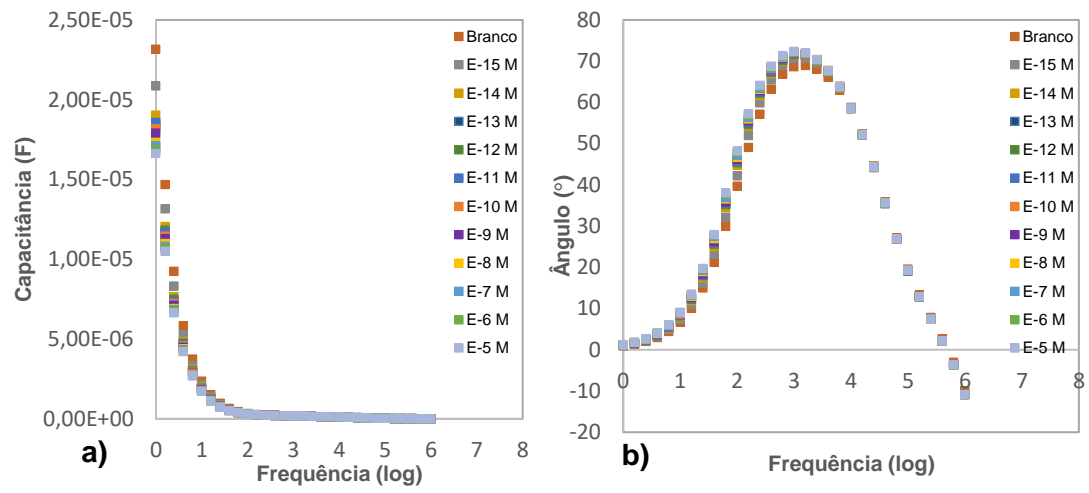 2,50E-05
2,00E-05
1,50E-05
1,00E-05
5,00E-06
0,00E+00
Capacitância (F)
0 1 2 3 4 5 6 7 8
Frequência (log)
Branco
E-15 M
E-14 M
E-13 M
E-12 M
E-11 M
E-10 M
E-9 M
E-8 M
E-7 M
E-6 M
E-5 M
a)
80
70
60
50
40
30
20
10
0
-10
-20
Ângulo (°)
0 1 2 3 4 5 6 7 8
Frequência (log)
Branco
E-15 M
E-14 M
E-13 M
E-12 M
E-11 M
E-10 M
E-9 M
E-8 M
E-7 M
E-6 M
E-5 M
b)